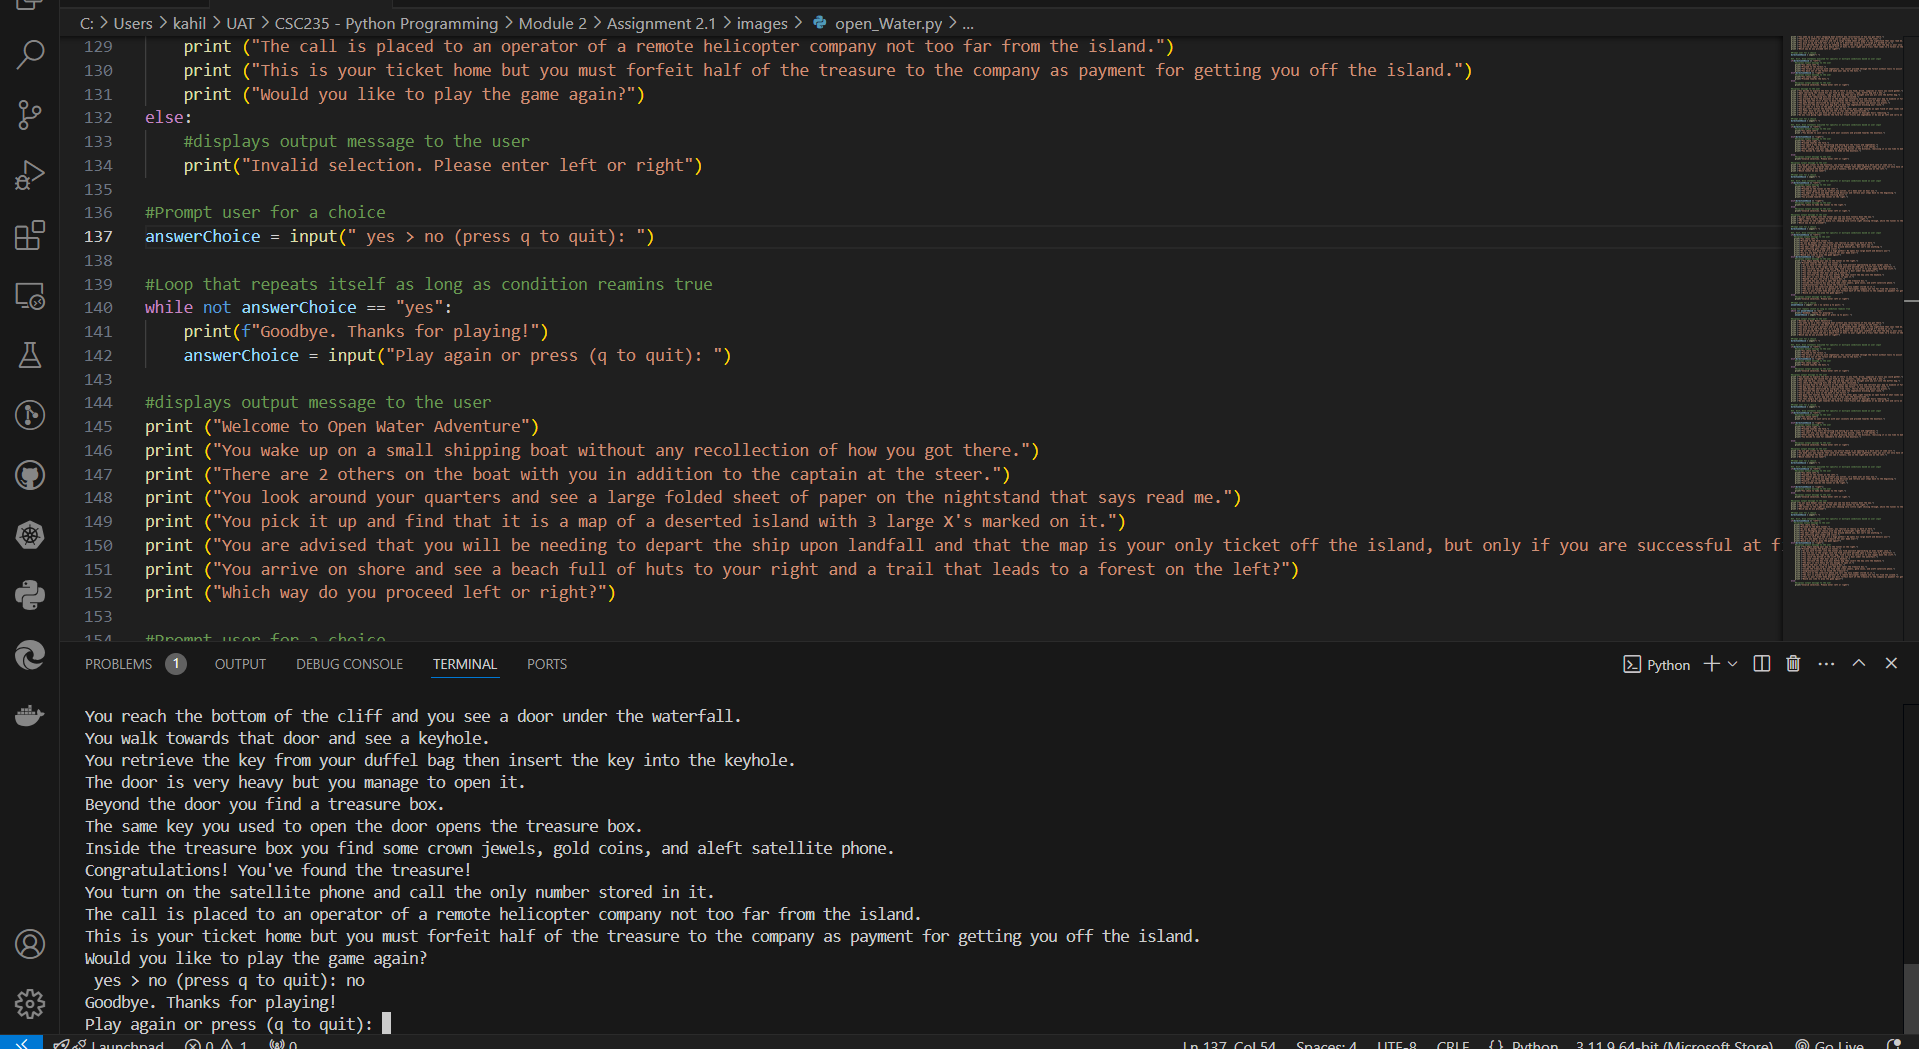 C: > Users > kahil > UAT > CSC235 - Python Programming > Module 2 > Assignment 2.1 > images > open_Water.py > ...
129 print ("The call is placed to an operator of a remote helicopter company not too far from the island.")
130 print ("This is your ticket home but you must forfeit half of the treasure to the company as payment for getting you off the island.")
131 print ("Would you like to play the game again?")
132 else:
133 #displays output message to the user
134 print("Invalid selection. Please enter left or right")
135
136 #Prompt user for a choice
137 answerChoice = input(" yes > no (press q to quit): ")
138
139 #Loop that repeats itself as long as condition reamins true
140 while not answerChoice == "yes":
141 print(f"Goodbye. Thanks for playing!")
142 answerChoice = input("Play again or press (q to quit): ")
143
144 #displays output message to the user
145 print ("Welcome to Open Water Adventure")
146 print ("You wake up on a small shipping boat without any recollection of how you got there.")
147 print ("There are 2 others on the boat with you in addition to the captain at the steer.")
148 print ("You look around your quarters and see a large folded sheet of paper on the nightstand that says read me.")
149 print ("You pick it up and find that it is a map of a deserted island with 3 large X's marked on it.")
150 print ("You are advised that you will be needing to depart the ship upon landfall and that the map is your only ticket off the island, but only if you are successful at f
151 print ("You arrive on shore and see a beach full of huts to your right and a trail that leads to a forest on the left?")
152 print ("Which way do you proceed left or right?")
153
154 #Prompt user for a choice
PROBLEMS 1 OUTPUT DEBUG CONSOLE TERMINAL PORTS Python
You reach the bottom of the cliff and you see a door under the waterfall.
You walk towards that door and see a keyhole.
You retrieve the key from your duffel bag then insert the key into the keyhole.
The door is very heavy but you manage to open it.
Beyond the door you find a treasure box.
The same key you used to open the door opens the treasure box.
Inside the treasure box you find some crown jewels, gold coins, and aleft satellite phone.
Congratulations! You've found the treasure!
You turn on the satellite phone and call the only number stored in it.
The call is placed to an operator of a remote helicopter company not too far from the island.
This is your ticket home but you must forfeit half of the treasure to the company as payment for getting you off the island.
Would you like to play the game again?
yes > no (press q to quit): no
Goodbye. Thanks for playing!
Play again or press (q to quit):
Launchpad 0 1 0 Ln 137, Col 54 Spaces: 4 UTF-8 CRLF {} Python 3.11.9 64-bit (Microsoft Store) Go Live